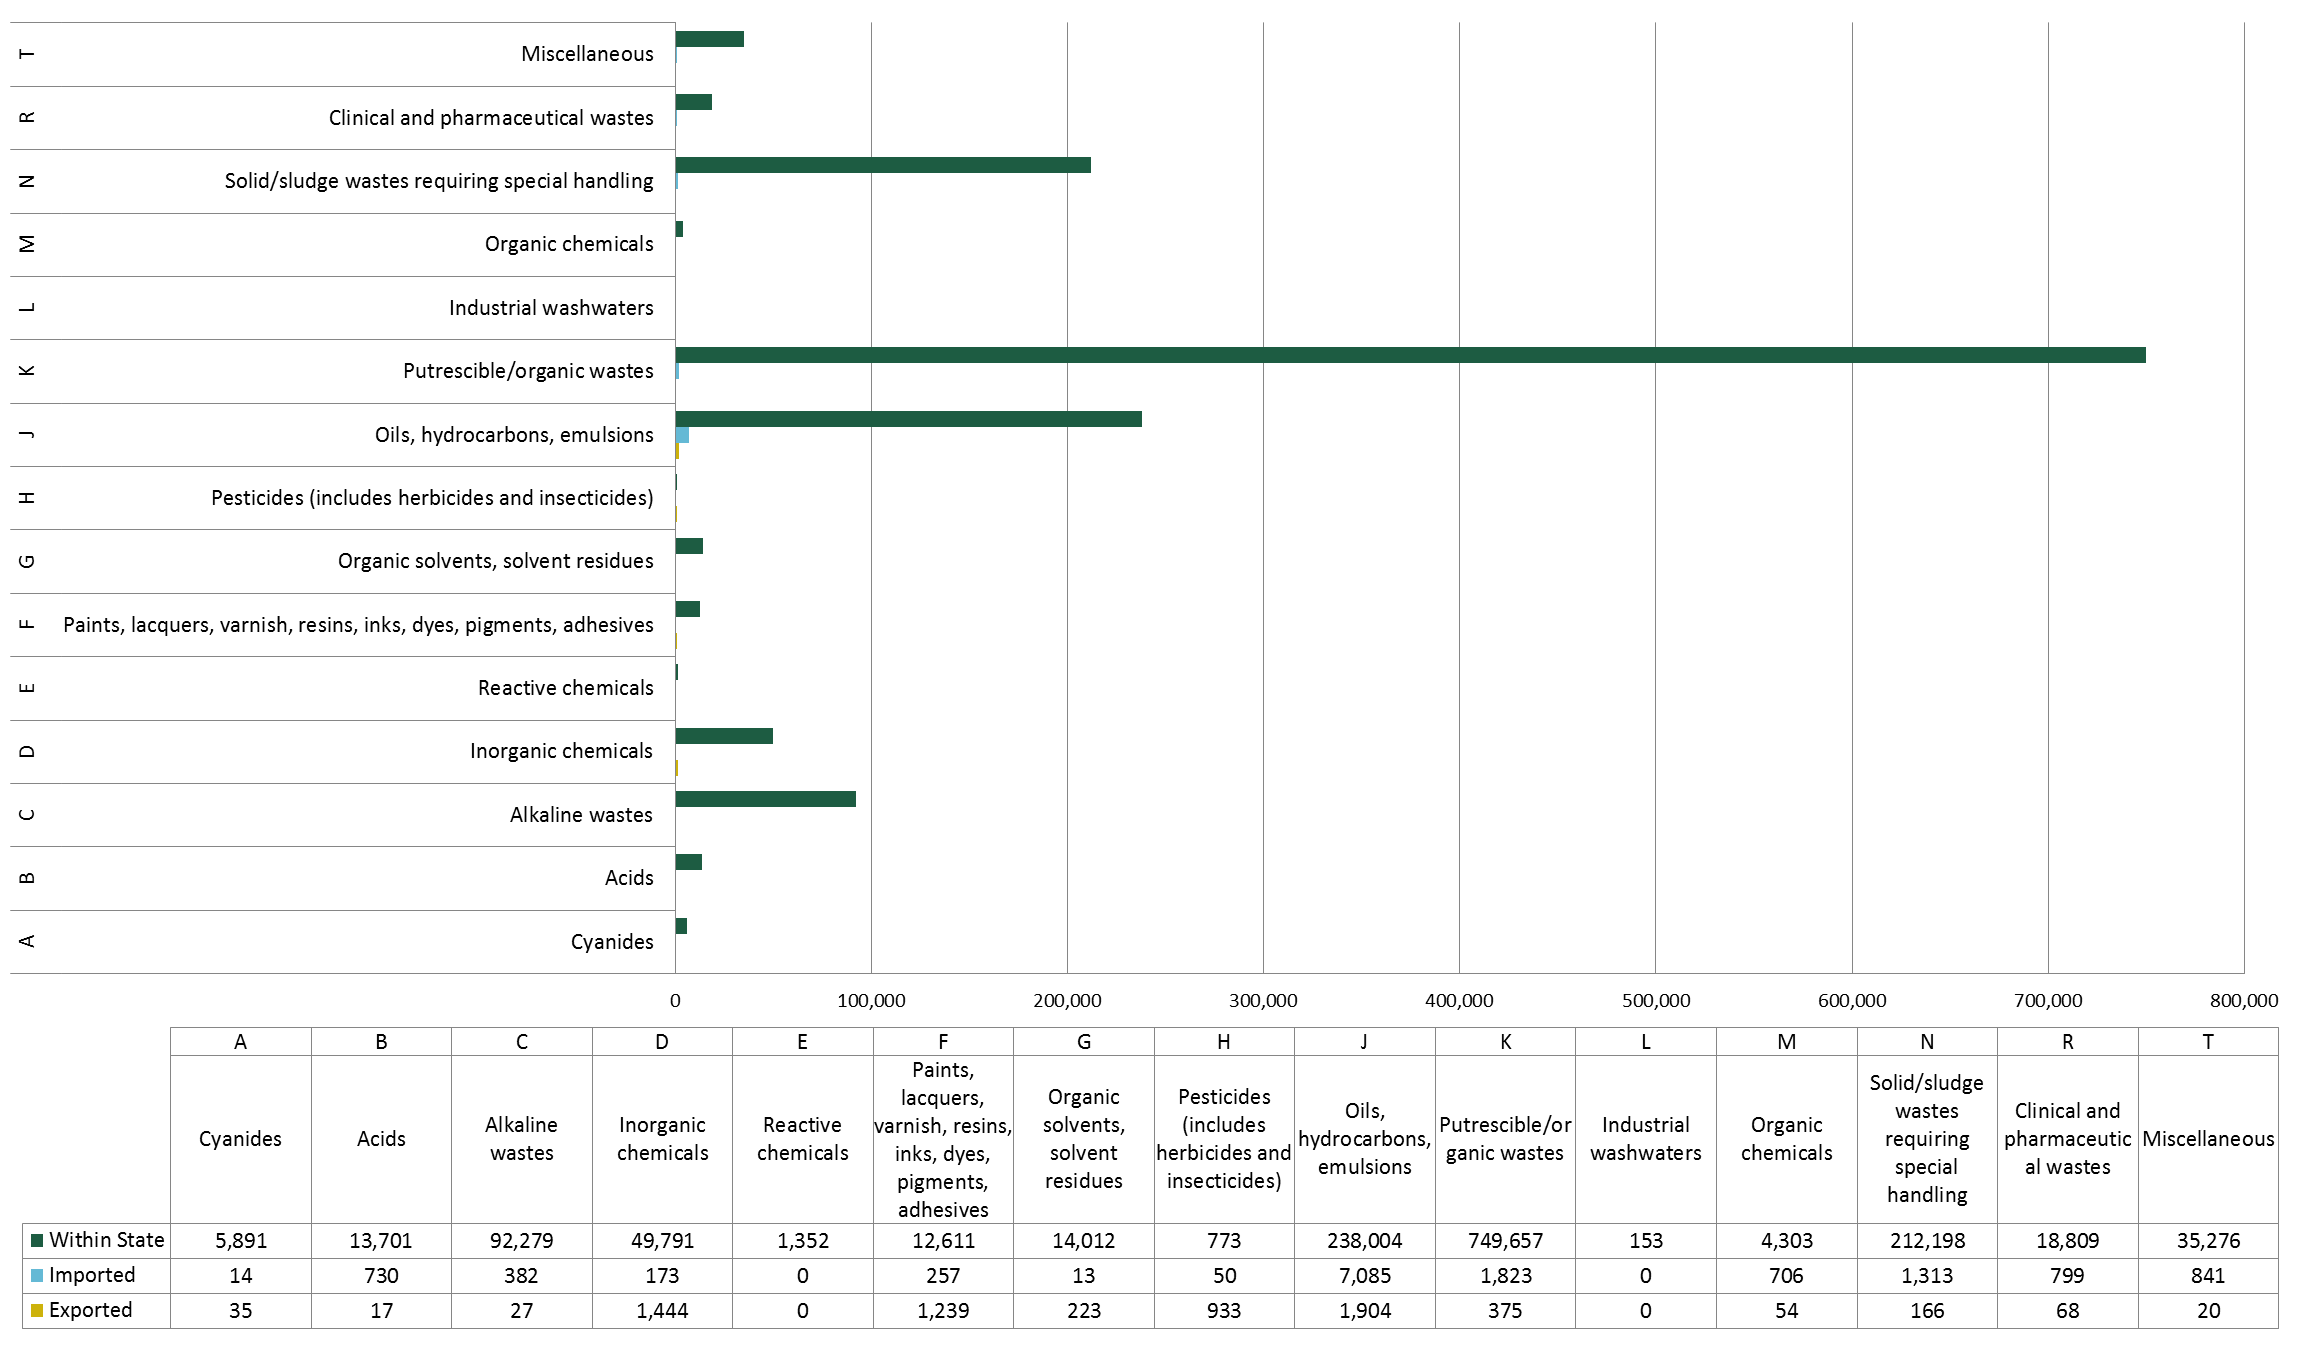 T Miscellaneous
R Clinical and pharmaceutical wastes
N Solid/sludge wastes requiring special handling
M Organic chemicals
L Industrial washwaters
K Putrescible/organic wastes
J Oils, hydrocarbons, emulsions
H Pesticides (includes herbicides and insecticides)
G Organic solvents, solvent residues
F Paints, lacquers, varnish, resins, inks, dyes, pigments, adhesives
E Reactive chemicals
D Inorganic chemicals
C Alkaline wastes
B Acids
A Cyanides
0 100,000 200,000 300,000 400,000 500,000 600,000 700,000 800,000
A B C D E F G H J K L M N R T
Cyanides
Acids
Alkaline
wastes
Inorganic
chemicals
Reactive
chemicals
Paints,
lacquers,
varnish, resins,
inks, dyes,
pigments,
adhesives
Organic
solvents,
solvent
residues
Pesticides
(includes
herbicides and
insecticides)
Oils,
hydrocarbons,
emulsions
Putrescible/or
ganic wastes
Industrial
washwaters
Organic
chemicals
Solid/sludge
wastes
requiring
special
handling
Clinical and
pharmaceutic
al wastes
Miscellaneous
Within State 5,891 13,701 92,279 49,791 1,352 12,611 14,012 773 238,004 749,657 153 4,303 212,198 18,809 35,276
Imported 14 730 382 173 0 257 13 50 7,085 1,823 0 706 1,313 799 841
Exported 35 17 27 1,444 0 1,239 223 933 1,904 375 0 54 166 68 20